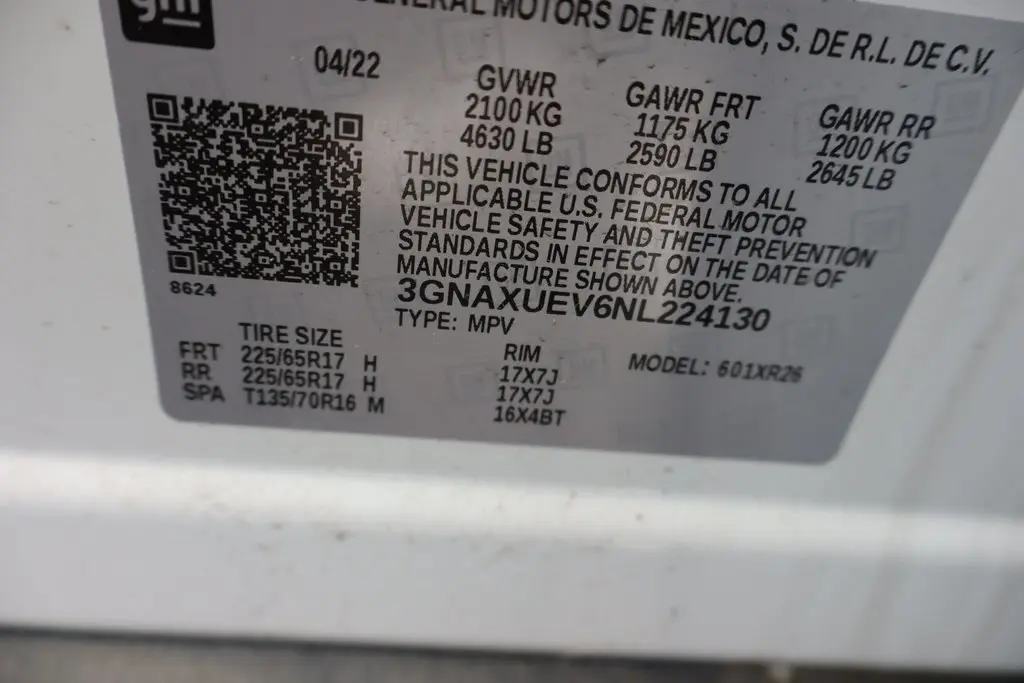 gm
GENERAL MOTORS DE MEXICO, S. DE R.L. DE C.V.
04/22
GVWR
2100 KG
4630 LB
GAWR FRT
1175 KG
2590 LB
GAWR RR
1200 KG
2645 LB
THIS VEHICLE CONFORMS TO ALL
APPLICABLE U.S. FEDERAL MOTOR
VEHICLE SAFETY AND THEFT PREVENTION
STANDARDS IN EFFECT ON THE DATE OF
MANUFACTURE SHOWN ABOVE.
8624
3GNAXUEV6NL224130
TYPE: MPV
MODEL: 601XR26
TIRE SIZE RIM
FRT 225/65R17 H 17X7J
RR 225/65R17 H 17X7J
SPA T135/70R16 M 16X4BT